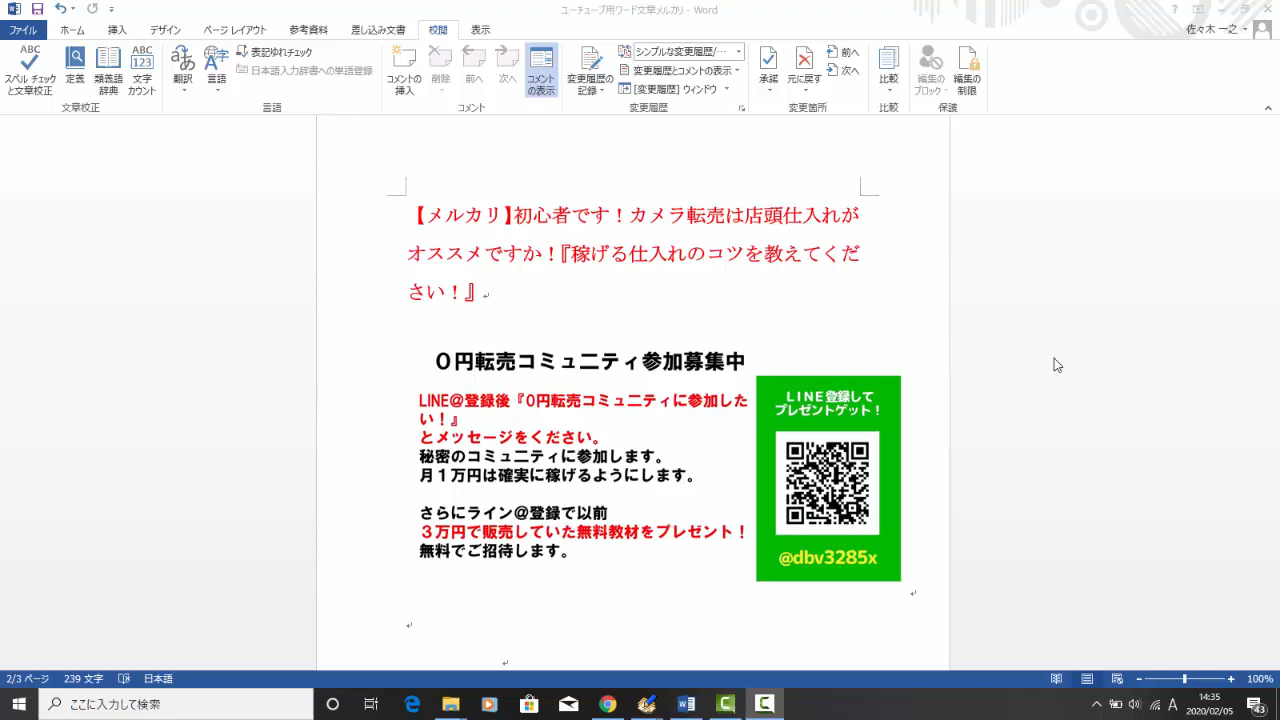 ユーチューブ用ワード文章メルカリ - Word
ファイル ホーム 挿入 デザイン ページ レイアウト 参考資料 差し込み文書 校閲 表示 佐々木 一之
ABC スペル チェックと文章校正
定義
類義語辞典
ABC 123 文字カウント
文章校正
翻訳
言語
表記ゆれチェック
日本語入力辞書への単語登録
言語
コメントの挿入
削除
前へ
次へ
コメントの表示
コメント
変更履歴の記録
シンプルな変更履歴/…
変更履歴とコメントの表示
[変更履歴] ウィンドウ
変更履歴
承諾
元に戻す
前へ
次へ
変更箇所
比較
比較
編集のブロック
編集の制限
保護
【メルカリ】初心者です！カメラ転売は店頭仕入れが
オススメですか！『稼げる仕入れのコツを教えてくだ
さい！』
０円転売コミュニティ参加募集中
LINE@登録後『0円転売コミュニティに参加した
い！』
とメッセージをください。
秘密のコミュニティに参加します。
月１万円は確実に稼げるようにします。
さらにライン@登録で以前
３万円で販売していた無料教材をプレゼント！
無料でご招待します。
ＬＩＮＥ登録して
プレゼントゲット！
@dbv3285x
2/3 ページ 239 文字 日本語 100%
ここに入力して検索
A
14:35
2020/02/05
43